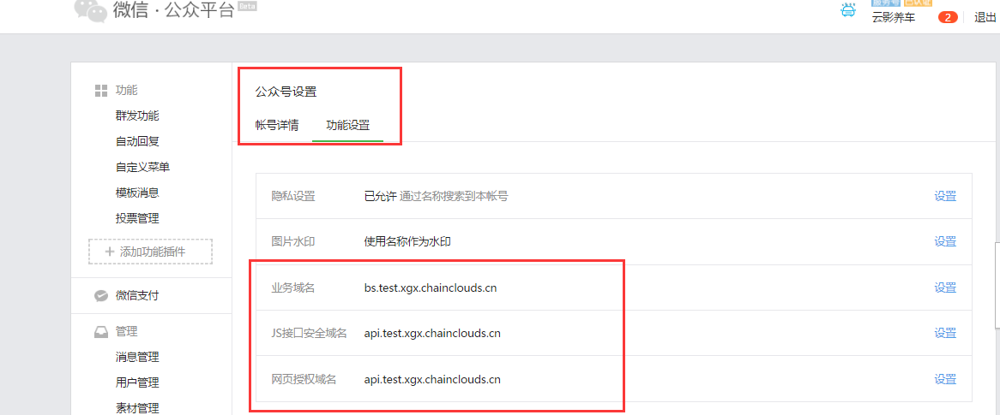 微信 · 公众平台 Beta
服务号 已认证
云影养车 2 退出
功能
群发功能
自动回复
自定义菜单
模板消息
投票管理
添加功能插件
微信支付
管理
消息管理
用户管理
素材管理
公众号设置
帐号详情 功能设置
隐私设置 已允许 通过名称搜索到本帐号 设置
图片水印 使用名称作为水印 设置
业务域名 bs.test.xgx.chainclouds.cn 设置
JS接口安全域名 api.test.xgx.chainclouds.cn 设置
网页授权域名 api.test.xgx.chainclouds.cn 设置